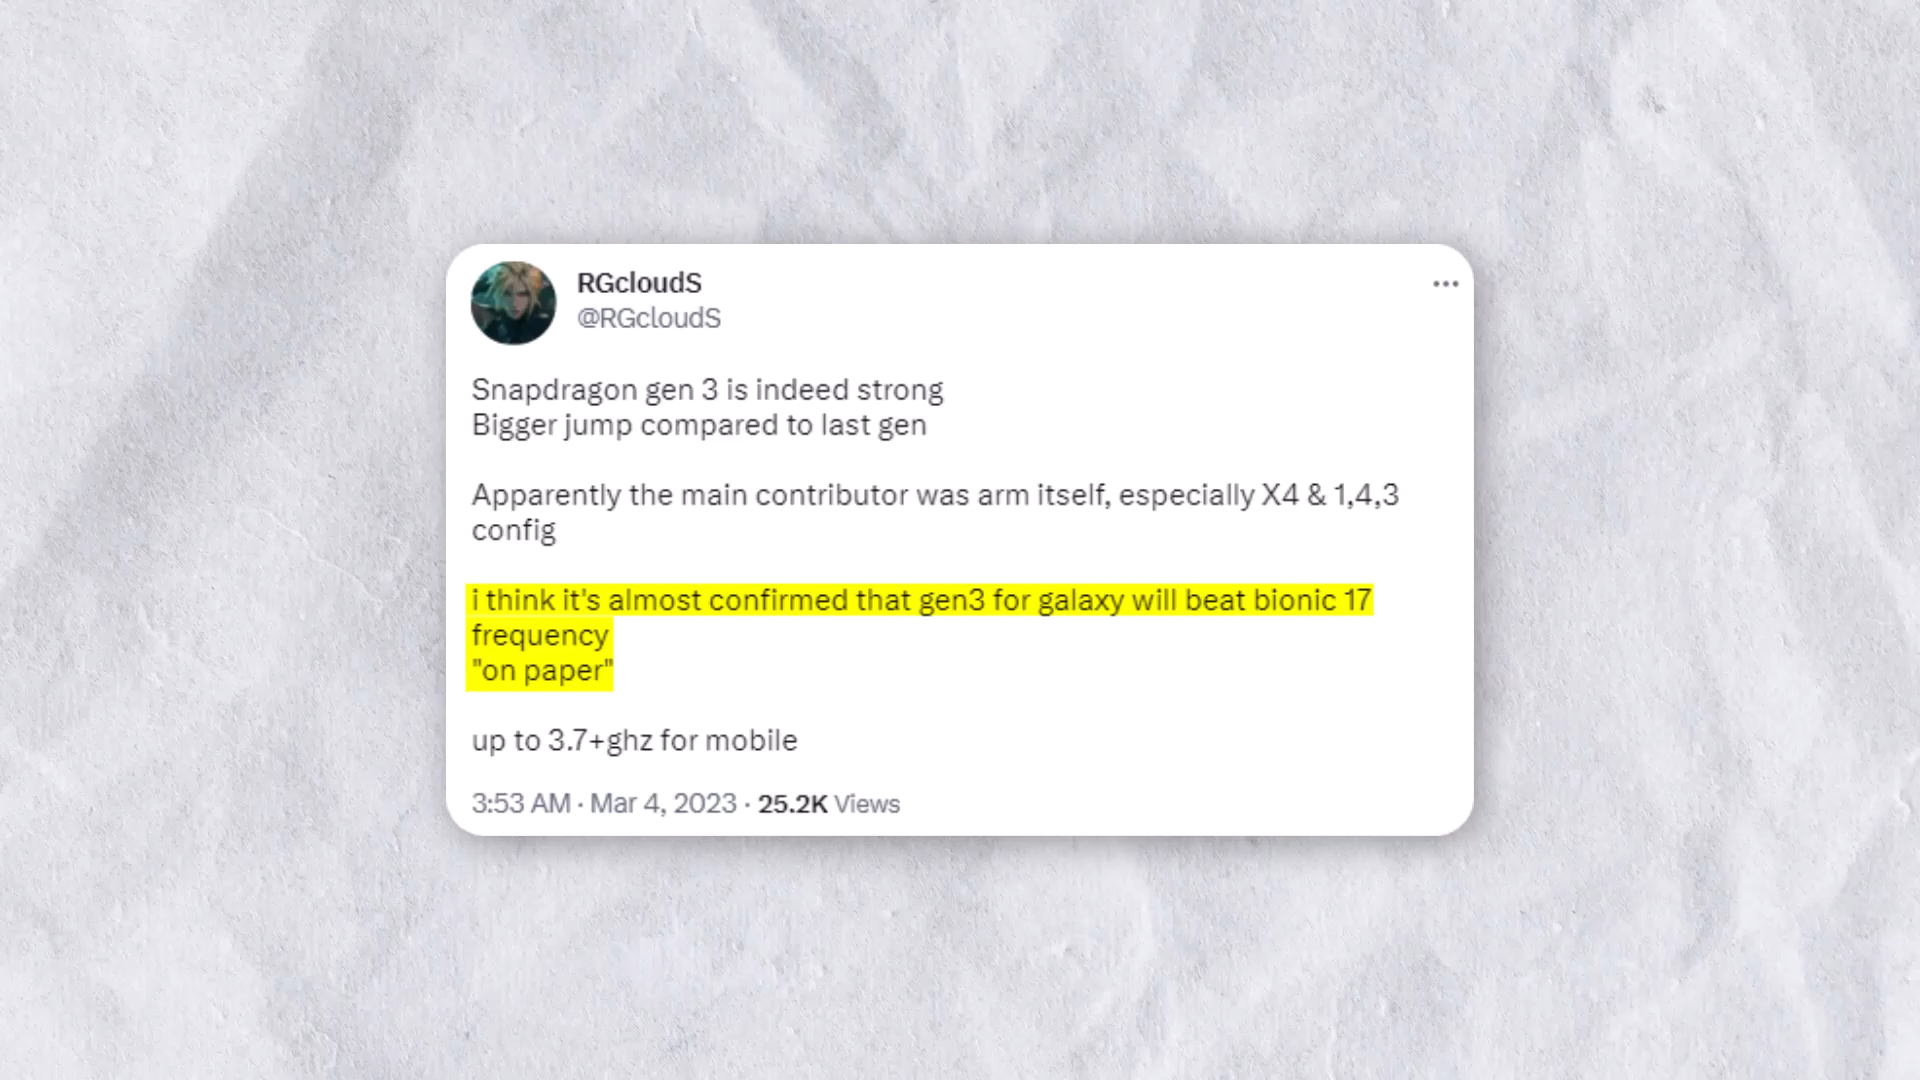 RGcloudS
@RGcloudS
Snapdragon gen 3 is indeed strong
Bigger jump compared to last gen
Apparently the main contributor was arm itself, especially X4 & 1,4,3
config
i think it's almost confirmed that gen3 for galaxy will beat bionic 17
frequency
"on paper"
up to 3.7+ghz for mobile
3:53 AM · Mar 4, 2023 · 25.2K Views